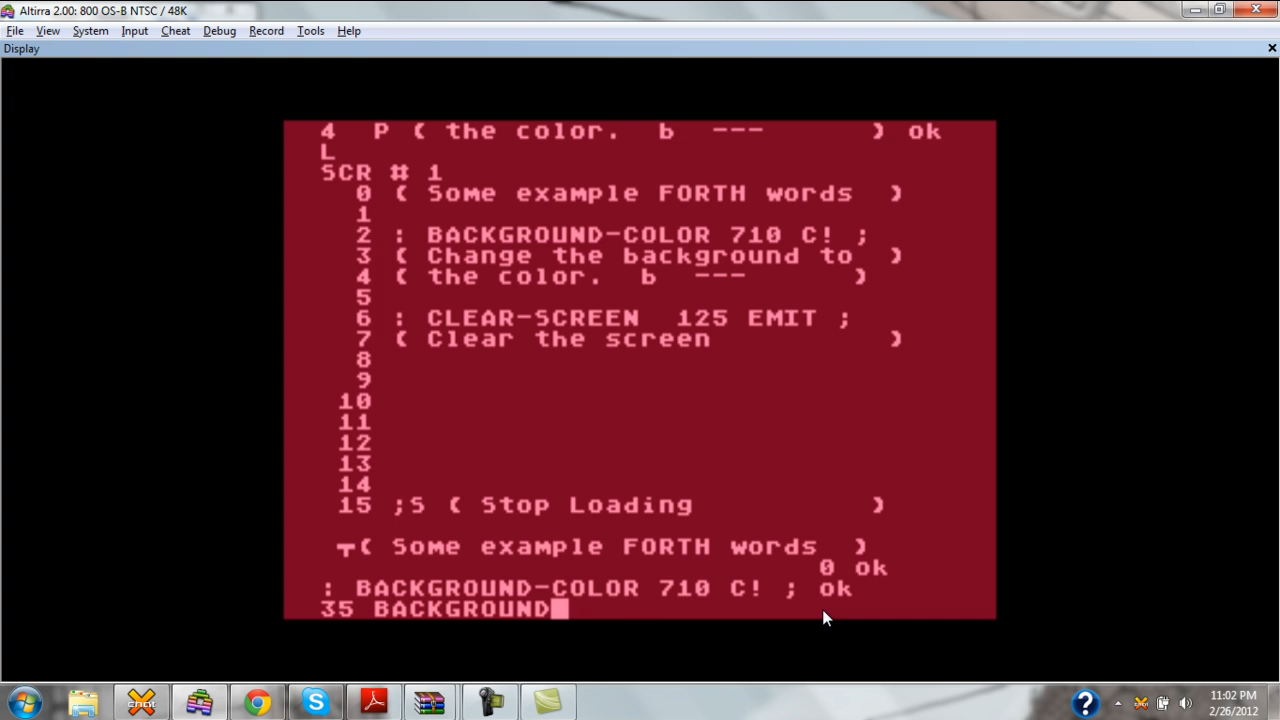 Altirra 2.00: 800 OS-B NTSC / 48K
File View System Input Cheat Debug Record Tools Help
Display
4 P ( the color. b --- ) ok
L
SCR # 1
0 ( Some example FORTH words )
1
2 : BACKGROUND-COLOR 710 C! ;
3 ( Change the background to )
4 ( the color. b --- )
5
6 : CLEAR-SCREEN 125 EMIT ;
7 ( Clear the screen )
8
9
10
11
12
13
14
15 ;S ( Stop Loading )
( Some example FORTH words )
0 ok
: BACKGROUND-COLOR 710 C! ; ok
35 BACKGROUND
11:02 PM
2/26/2012